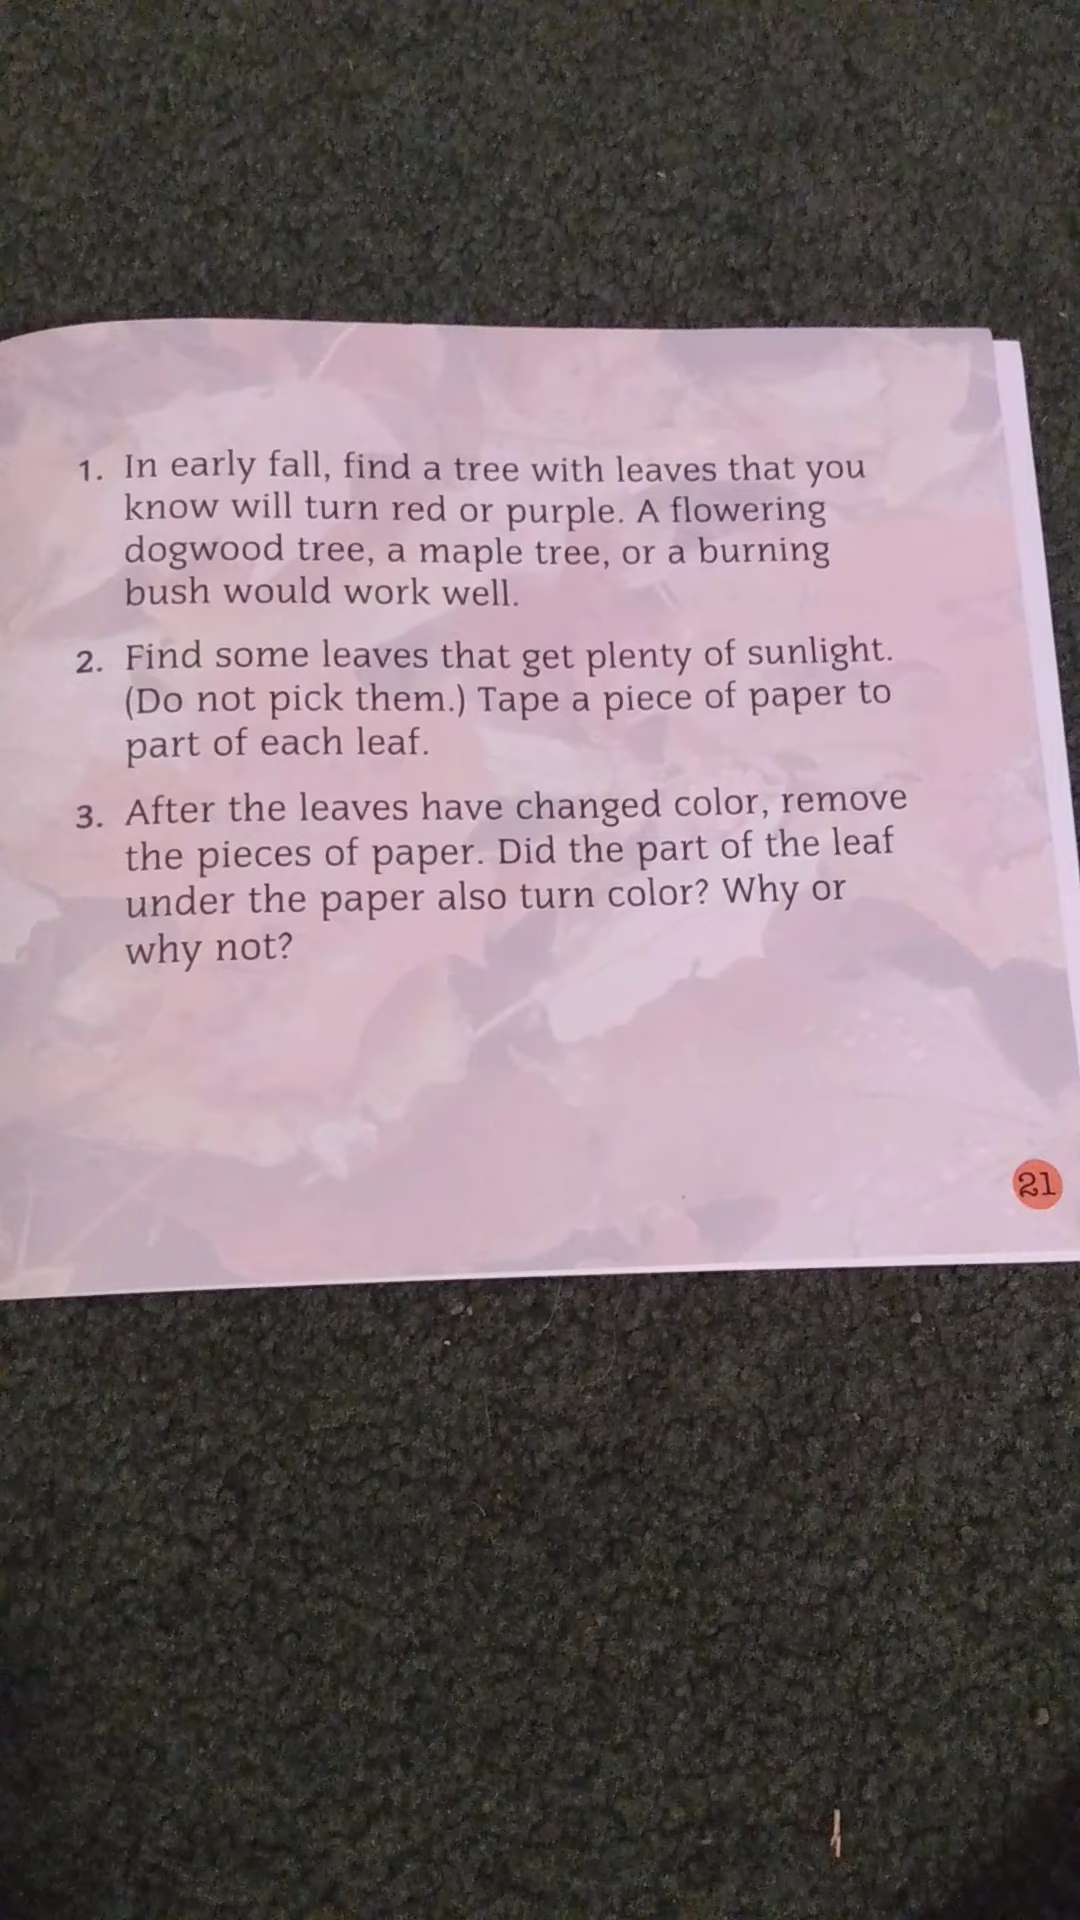 1. In early fall, find a tree with leaves that you
know will turn red or purple. A flowering
dogwood tree, a maple tree, or a burning
bush would work well.
2. Find some leaves that get plenty of sunlight.
(Do not pick them.) Tape a piece of paper to
part of each leaf.
3. After the leaves have changed color, remove
the pieces of paper. Did the part of the leaf
under the paper also turn color? Why or
why not?
21